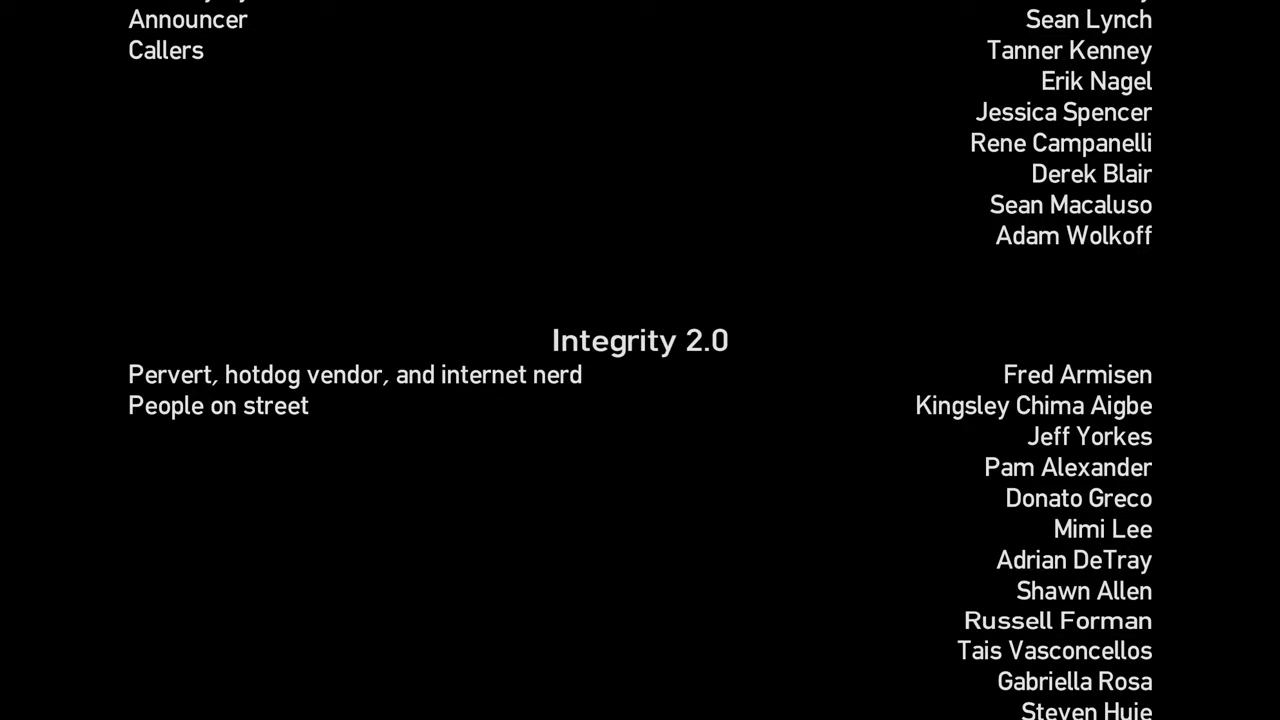 Announcer Sean Lynch
Callers Tanner Kenney
Erik Nagel
Jessica Spencer
Rene Campanelli
Derek Blair
Sean Macaluso
Adam Wolkoff
Integrity 2.0
Pervert, hotdog vendor, and internet nerd Fred Armisen
People on street Kingsley Chima Aigbe
Jeff Yorkes
Pam Alexander
Donato Greco
Mimi Lee
Adrian DeTray
Shawn Allen
Russell Forman
Tais Vasconcellos
Gabriella Rosa
Steven Huie